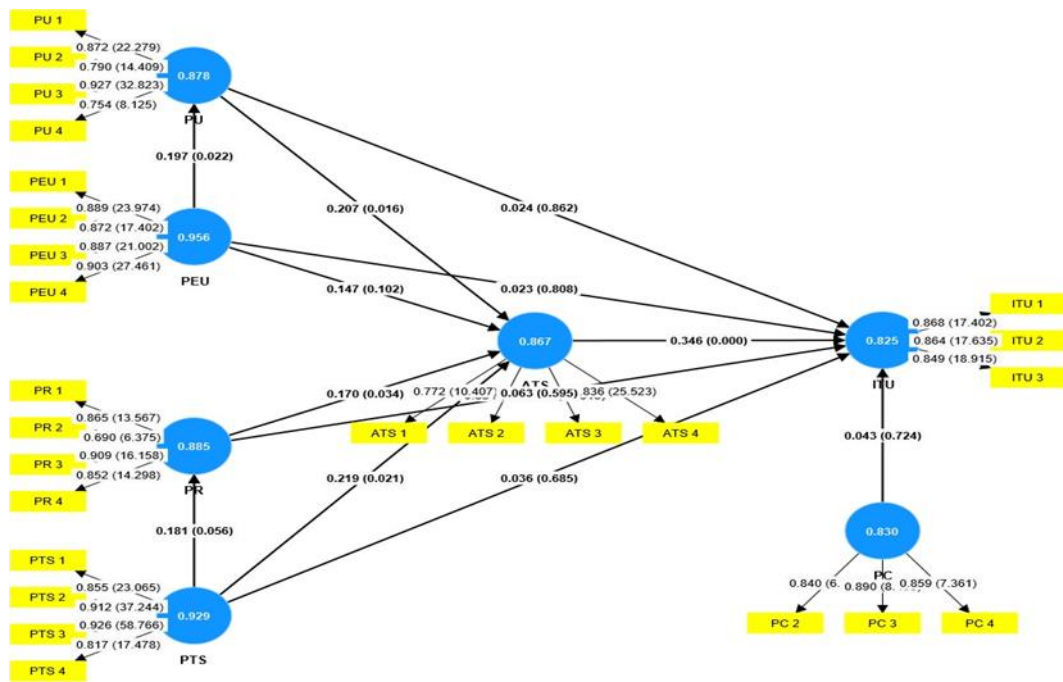 PU 1
PU 2
PU 3
PU 4
0.872 (22.279)
0.790 (14.409)
0.927 (32.823)
0.754 (8.125)
0.878
PU
0.197 (0.022)
0.207 (0.016)
0.024 (0.862)
PEU 1
PEU 2
PEU 3
PEU 4
0.889 (23.974)
0.872 (17.402)
0.887 (21.002)
0.903 (27.461)
0.956
PEU
0.147 (0.102)
0.023 (0.808)
0.867
ATS
0.346 (0.000)
0.825
ITU
0.868 (17.402)
0.864 (17.635)
0.849 (18.915)
ITU 1
ITU 2
ITU 3
0.772 (10.407)
0.063 (0.595)
836 (25.523)
ATS 1
ATS 2
ATS 3
ATS 4
PR 1
PR 2
PR 3
PR 4
0.865 (13.567)
0.690 (6.375)
0.909 (16.158)
0.852 (14.298)
0.885
PR
0.170 (0.034)
0.181 (0.056)
0.219 (0.021)
0.036 (0.685)
0.043 (0.724)
PTS 1
PTS 2
PTS 3
PTS 4
0.855 (23.065)
0.912 (37.244)
0.926 (58.766)
0.817 (17.478)
0.929
PTS
0.830
PC
0.840 (6.
0.890 (8.
0.859 (7.361)
PC 2
PC 3
PC 4